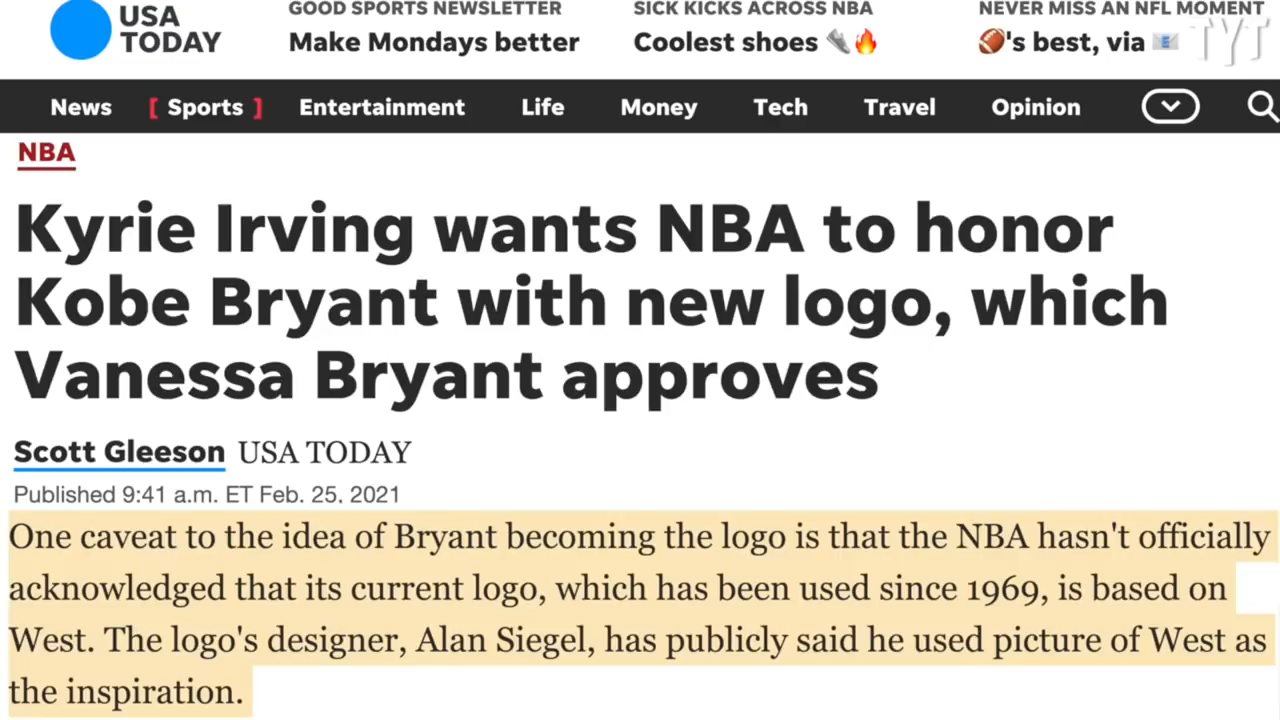 USA TODAY
GOOD SPORTS NEWSLETTER
Make Mondays better
SICK KICKS ACROSS NBA
Coolest shoes 👟🔥
NEVER MISS AN NFL MOMENT
🏈's best, via 📧
TYT
News [ Sports ] Entertainment Life Money Tech Travel Opinion
NBA
Kyrie Irving wants NBA to honor
Kobe Bryant with new logo, which
Vanessa Bryant approves
Scott Gleeson USA TODAY
Published 9:41 a.m. ET Feb. 25, 2021
One caveat to the idea of Bryant becoming the logo is that the NBA hasn't officially
acknowledged that its current logo, which has been used since 1969, is based on
West. The logo's designer, Alan Siegel, has publicly said he used picture of West as
the inspiration.